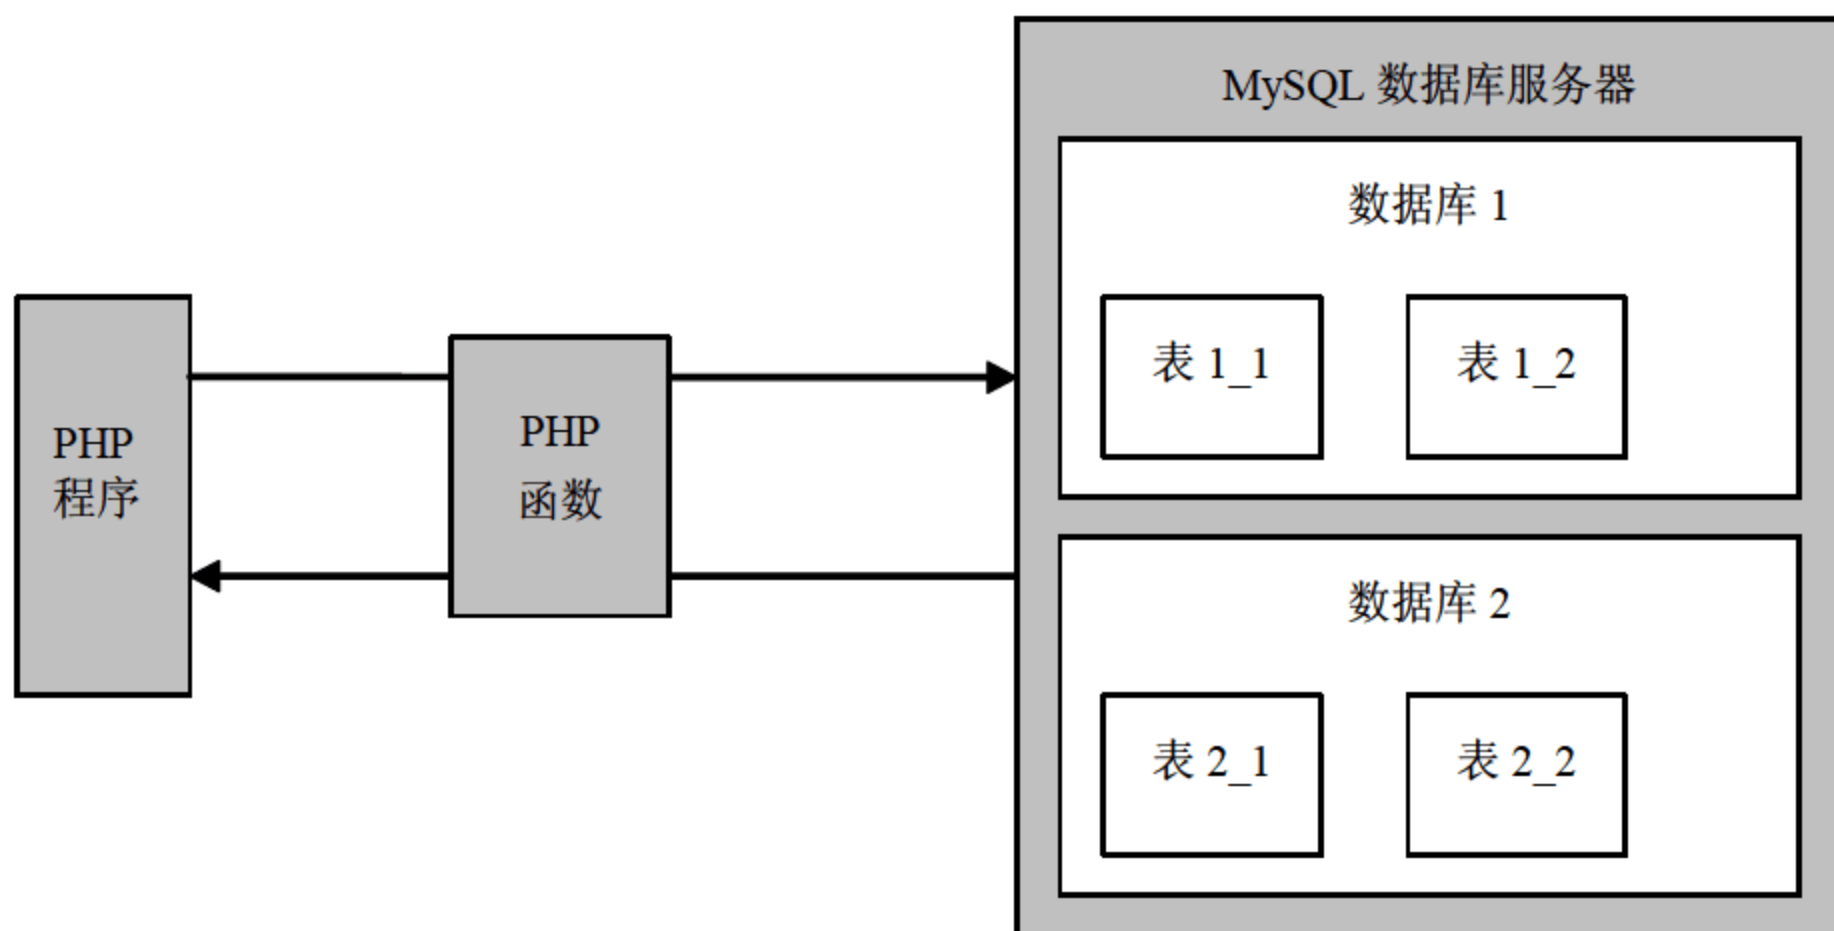 MySQL 数据库服务器
数据库 1
表 1_1
表 1_2
PHP
程序
PHP
函数
数据库 2
表 2_1
表 2_2